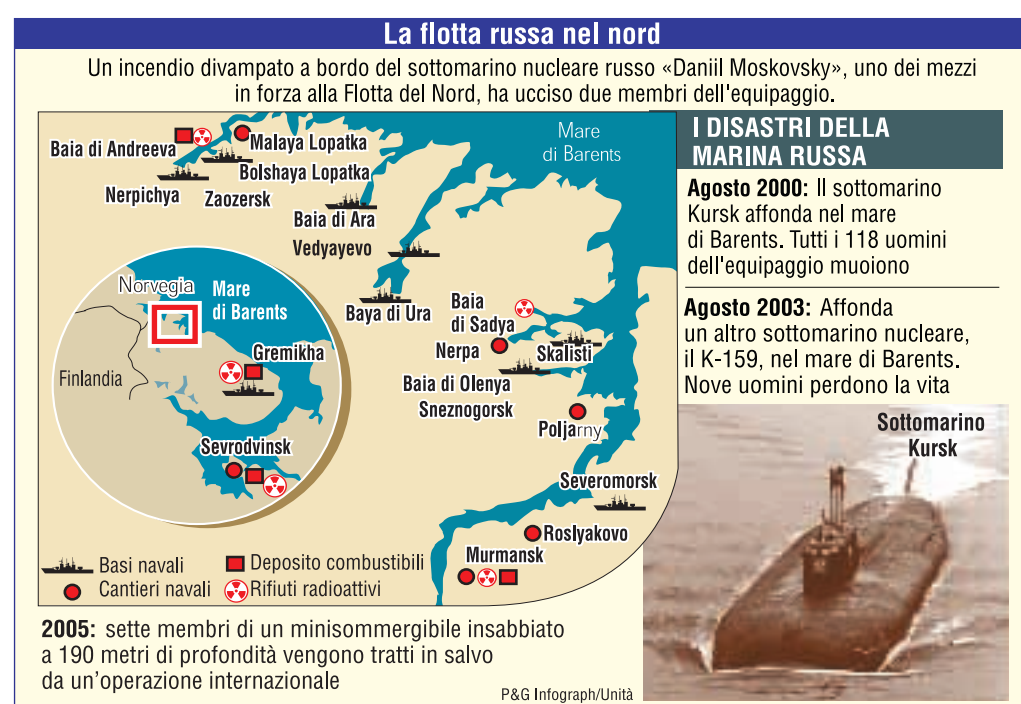 La flotta russa nel nord
Un incendio divampato a bordo del sottomarino nucleare russo «Daniil Moskovsky», uno dei mezzi
in forza alla Flotta del Nord, ha ucciso due membri dell'equipaggio.
Mare
di Barents
Baia di Andreeva
Malaya Lopatka
Bolshaya Lopatka
Nerpichya
Zaozersk
Baia di Ara
Vedyayevo
Baya di Ura
Baia
di Sadya
Nerpa
Skalisti
Baia di Olenya
Sneznogorsk
Poljarny
Severomorsk
Roslyakovo
Murmansk
Norvegia
Mare
di Barents
Finlandia
Gremikha
Sevrodvinsk
Basi navali
Deposito combustibili
Cantieri navali
Rifiuti radioattivi
I DISASTRI DELLA
MARINA RUSSA
Agosto 2000: Il sottomarino
Kursk affonda nel mare
di Barents. Tutti i 118 uomini
dell'equipaggio muoiono
Agosto 2003: Affonda
un altro sottomarino nucleare,
il K-159, nel mare di Barents.
Nove uomini perdono la vita
Sottomarino
Kursk
2005: sette membri di un minisommergibile insabbiato
a 190 metri di profondità vengono tratti in salvo
da un'operazione internazionale
P&G Infograph/Unità